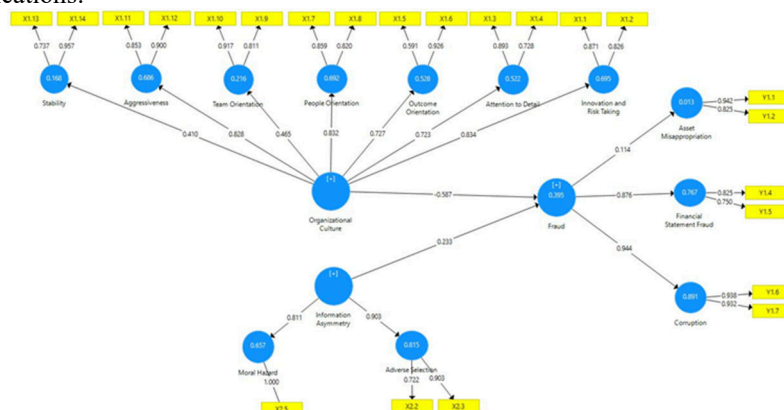 cations.
X1.13 X1.14 X1.11 X1.12 X1.10 X1.9 X1.7 X1.8 X1.5 X1.6 X1.3 X1.4 X1.1 X1.2
0.737 0.957 0.853 0.900 0.917 0.811 0.859 0.820 0.591 0.926 0.893 0.728 0.871 0.826
0.168 0.686 0.216 0.692 0.528 0.522 0.695
Stability Aggressiveness Team Orientation People Orientation Outcome
Orientation
Attention to Detail Innovation and
Risk Taking
0.410 0.828 0.465 0.832 0.727 0.723 0.834
0.013
Asset
Misappropriation
0.942 Y1.1
0.825 Y1.2
0.114
[+]
Organizational
Culture
-0.587
[+]
0.395
Fraud
0.876
0.767
Financial
Statement Fraud
0.825 Y1.4
0.750 Y1.5
0.233
0.944
[+]
Information
Asymmetry
0.891
Corruption
0.938 Y1.6
0.932 Y1.7
0.811 0.903
0.657
Moral Hazard
0.815
Adverse Selection
1.000 0.722 0.903
X2.5 X2.2 X2.3